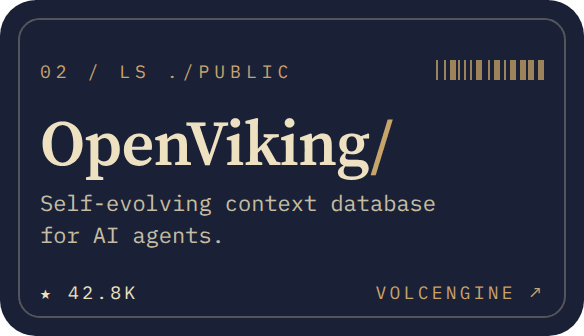 02 / LS ./PUBLIC
OpenViking/
Self-evolving context database
for AI agents.
★ 42.8K
VOLCENGINE ↗